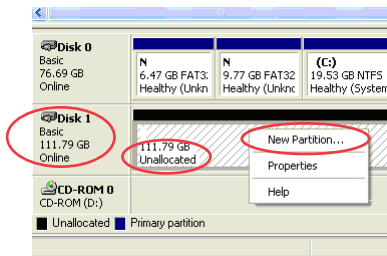 Disk 0
Basic
76.69 GB
Online
N
6.47 GB FAT3
Healthy (Unkn
N
9.77 GB FAT32
Healthy (Unknc
(C:)
19.53 GB NTFS
Healthy (System
Disk 1
Basic
111.79 GB
Online
111.79 GB
Unallocated
New Partition...
Properties
Help
CD-ROM 0
CD-ROM (D:)
Unallocated Primary partition